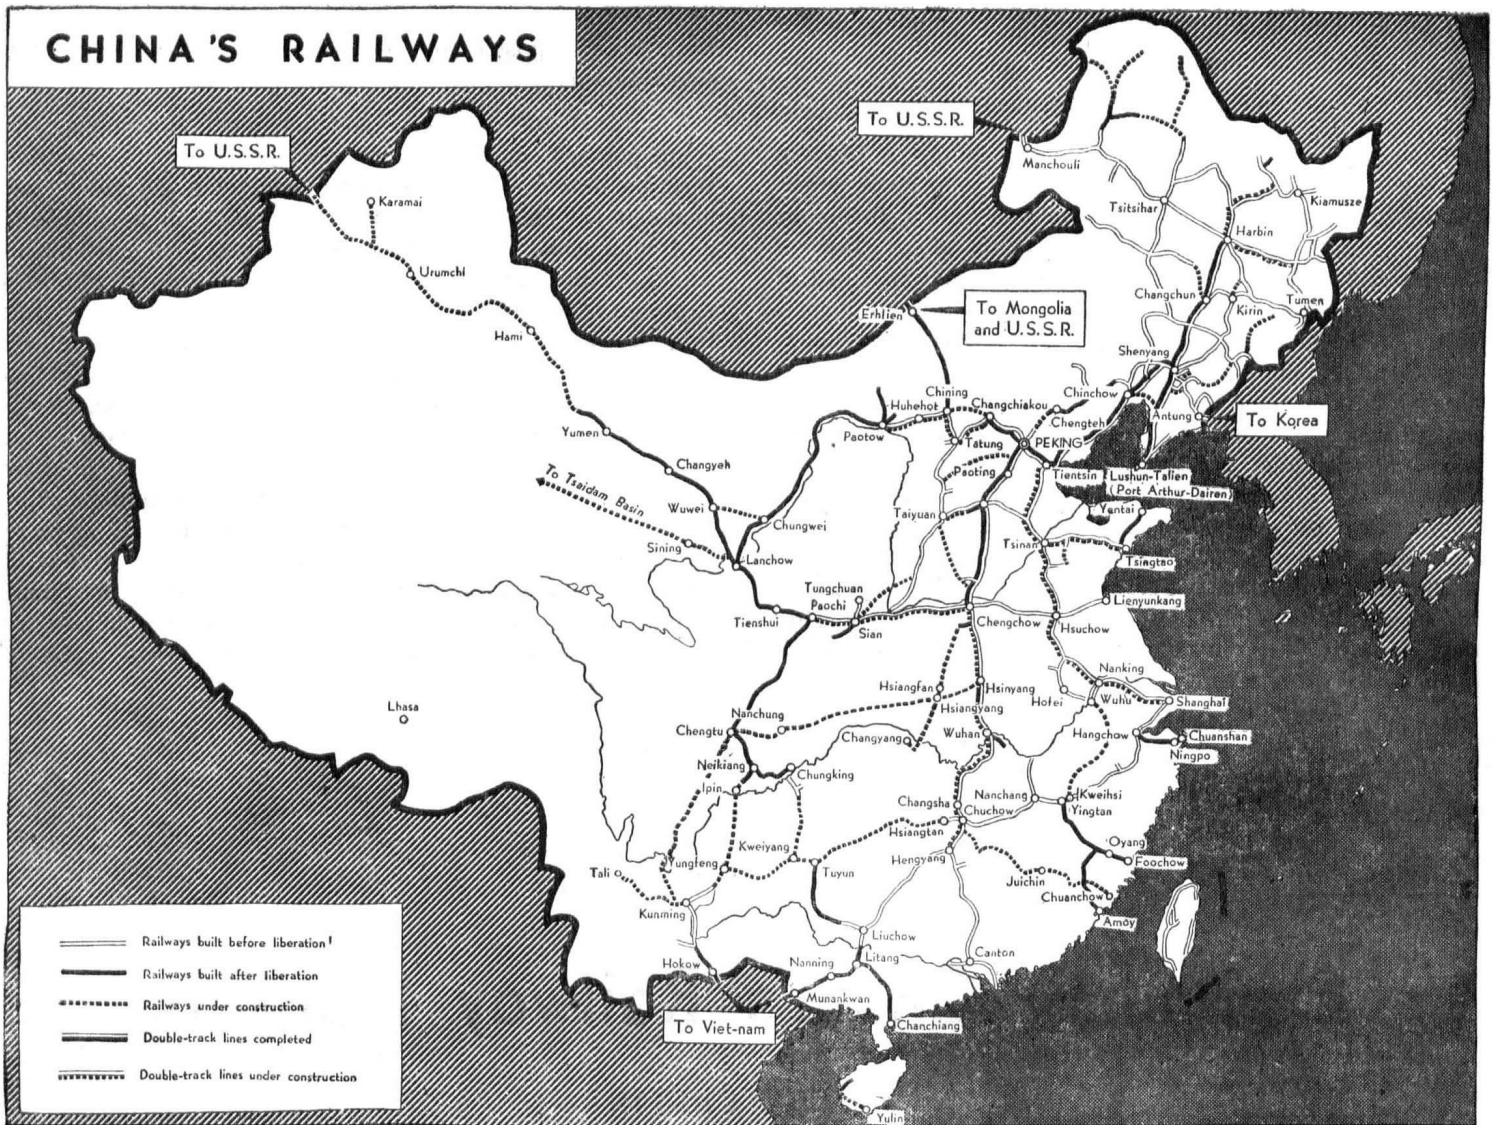 CHINA'S RAILWAYS
To U.S.S.R.
To U.S.S.R.
Manchouli
Karamai
Tsitsihar
Kiamusze
Harbin
Urumchi
Changchun
Kirin
Tumen
To Mongolia
and U.S.S.R.
Erhlien
Hami
Shenyang
Chining
Chinchow
Huhehot
Changchiakou
Antung
To Korea
Chengteh
Paotow
Tatung
PEKING
Yumen
Changyeh
Paoting
Tientsin
Lushun-Talien
(Port Arthur-Dairen)
To Tsaidam Basin
Wuwei
Chungwei
Taiyuan
Yentai
Sining
Lanchow
Tsinan
Tsingtao
Tungchuan
Paochi
Lienyunkang
Tienshui
Sian
Chengchow
Hsuchow
Nanking
Hsiangfan
Hsinyang
Hofei
Wuhu
Shanghai
Lhasa
Nanchung
Hsiangyang
Chengtu
Changyang
Wuhan
Hangchow
Chuanshan
Ningpo
Neikiang
Chungking
Ipin
Changsha
Nanchang
Kweihsi
Chuchow
Yingtan
Hsiangtan
Kweiyang
Oyang
Yungfeng
Hengyang
Foochow
Tali
Tuyun
Juichin
Chuanchow
Kunming
Amoy
Liuchow
Hokow
Nanning
Litang
Canton
Munankwan
To Viet-nam
Chanchiang
Yulin
Railways built before liberation'
Railways built after liberation
Railways under construction
Double-track lines completed
Double-track lines under construction